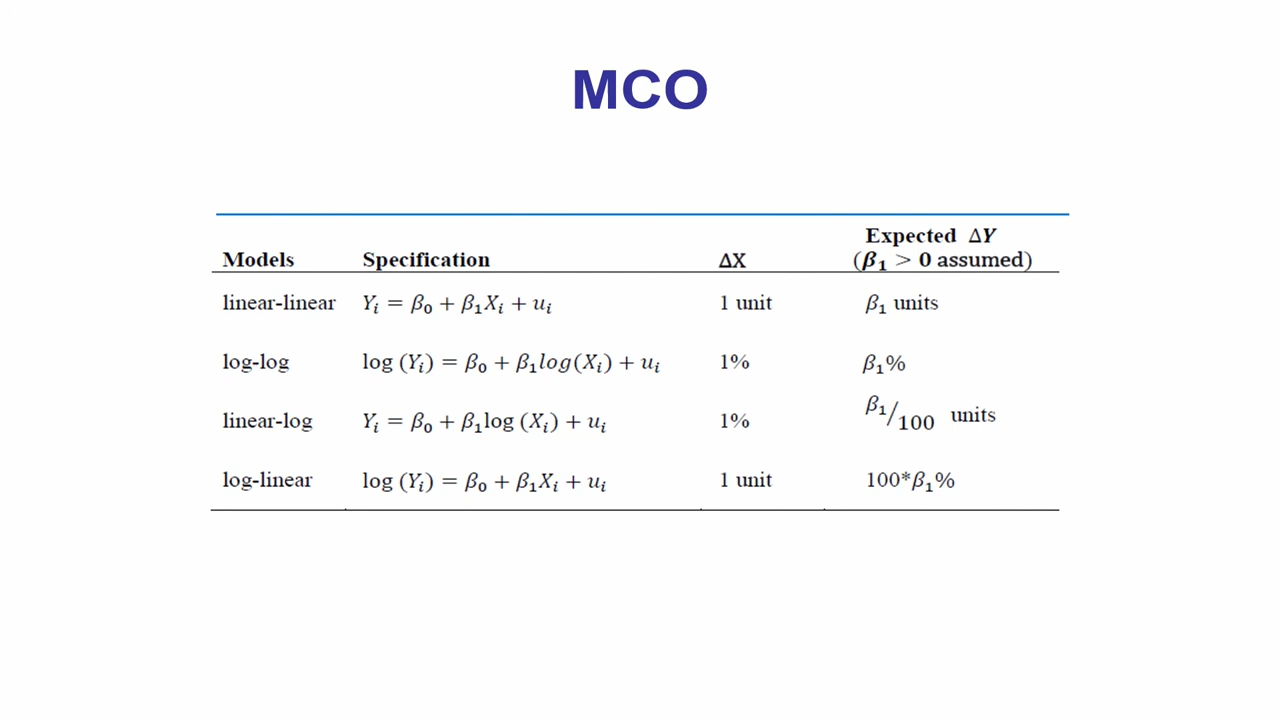 MCO
Expected ΔY
Models Specification ΔX (β₁ > 0 assumed)
linear-linear Yᵢ = β₀ + β₁Xᵢ + uᵢ 1 unit β₁ units
log-log log (Yᵢ) = β₀ + β₁log(Xᵢ) + uᵢ 1% β₁%
linear-log Yᵢ = β₀ + β₁log (Xᵢ) + uᵢ 1% β₁/100 units
log-linear log (Yᵢ) = β₀ + β₁Xᵢ + uᵢ 1 unit 100*β₁%